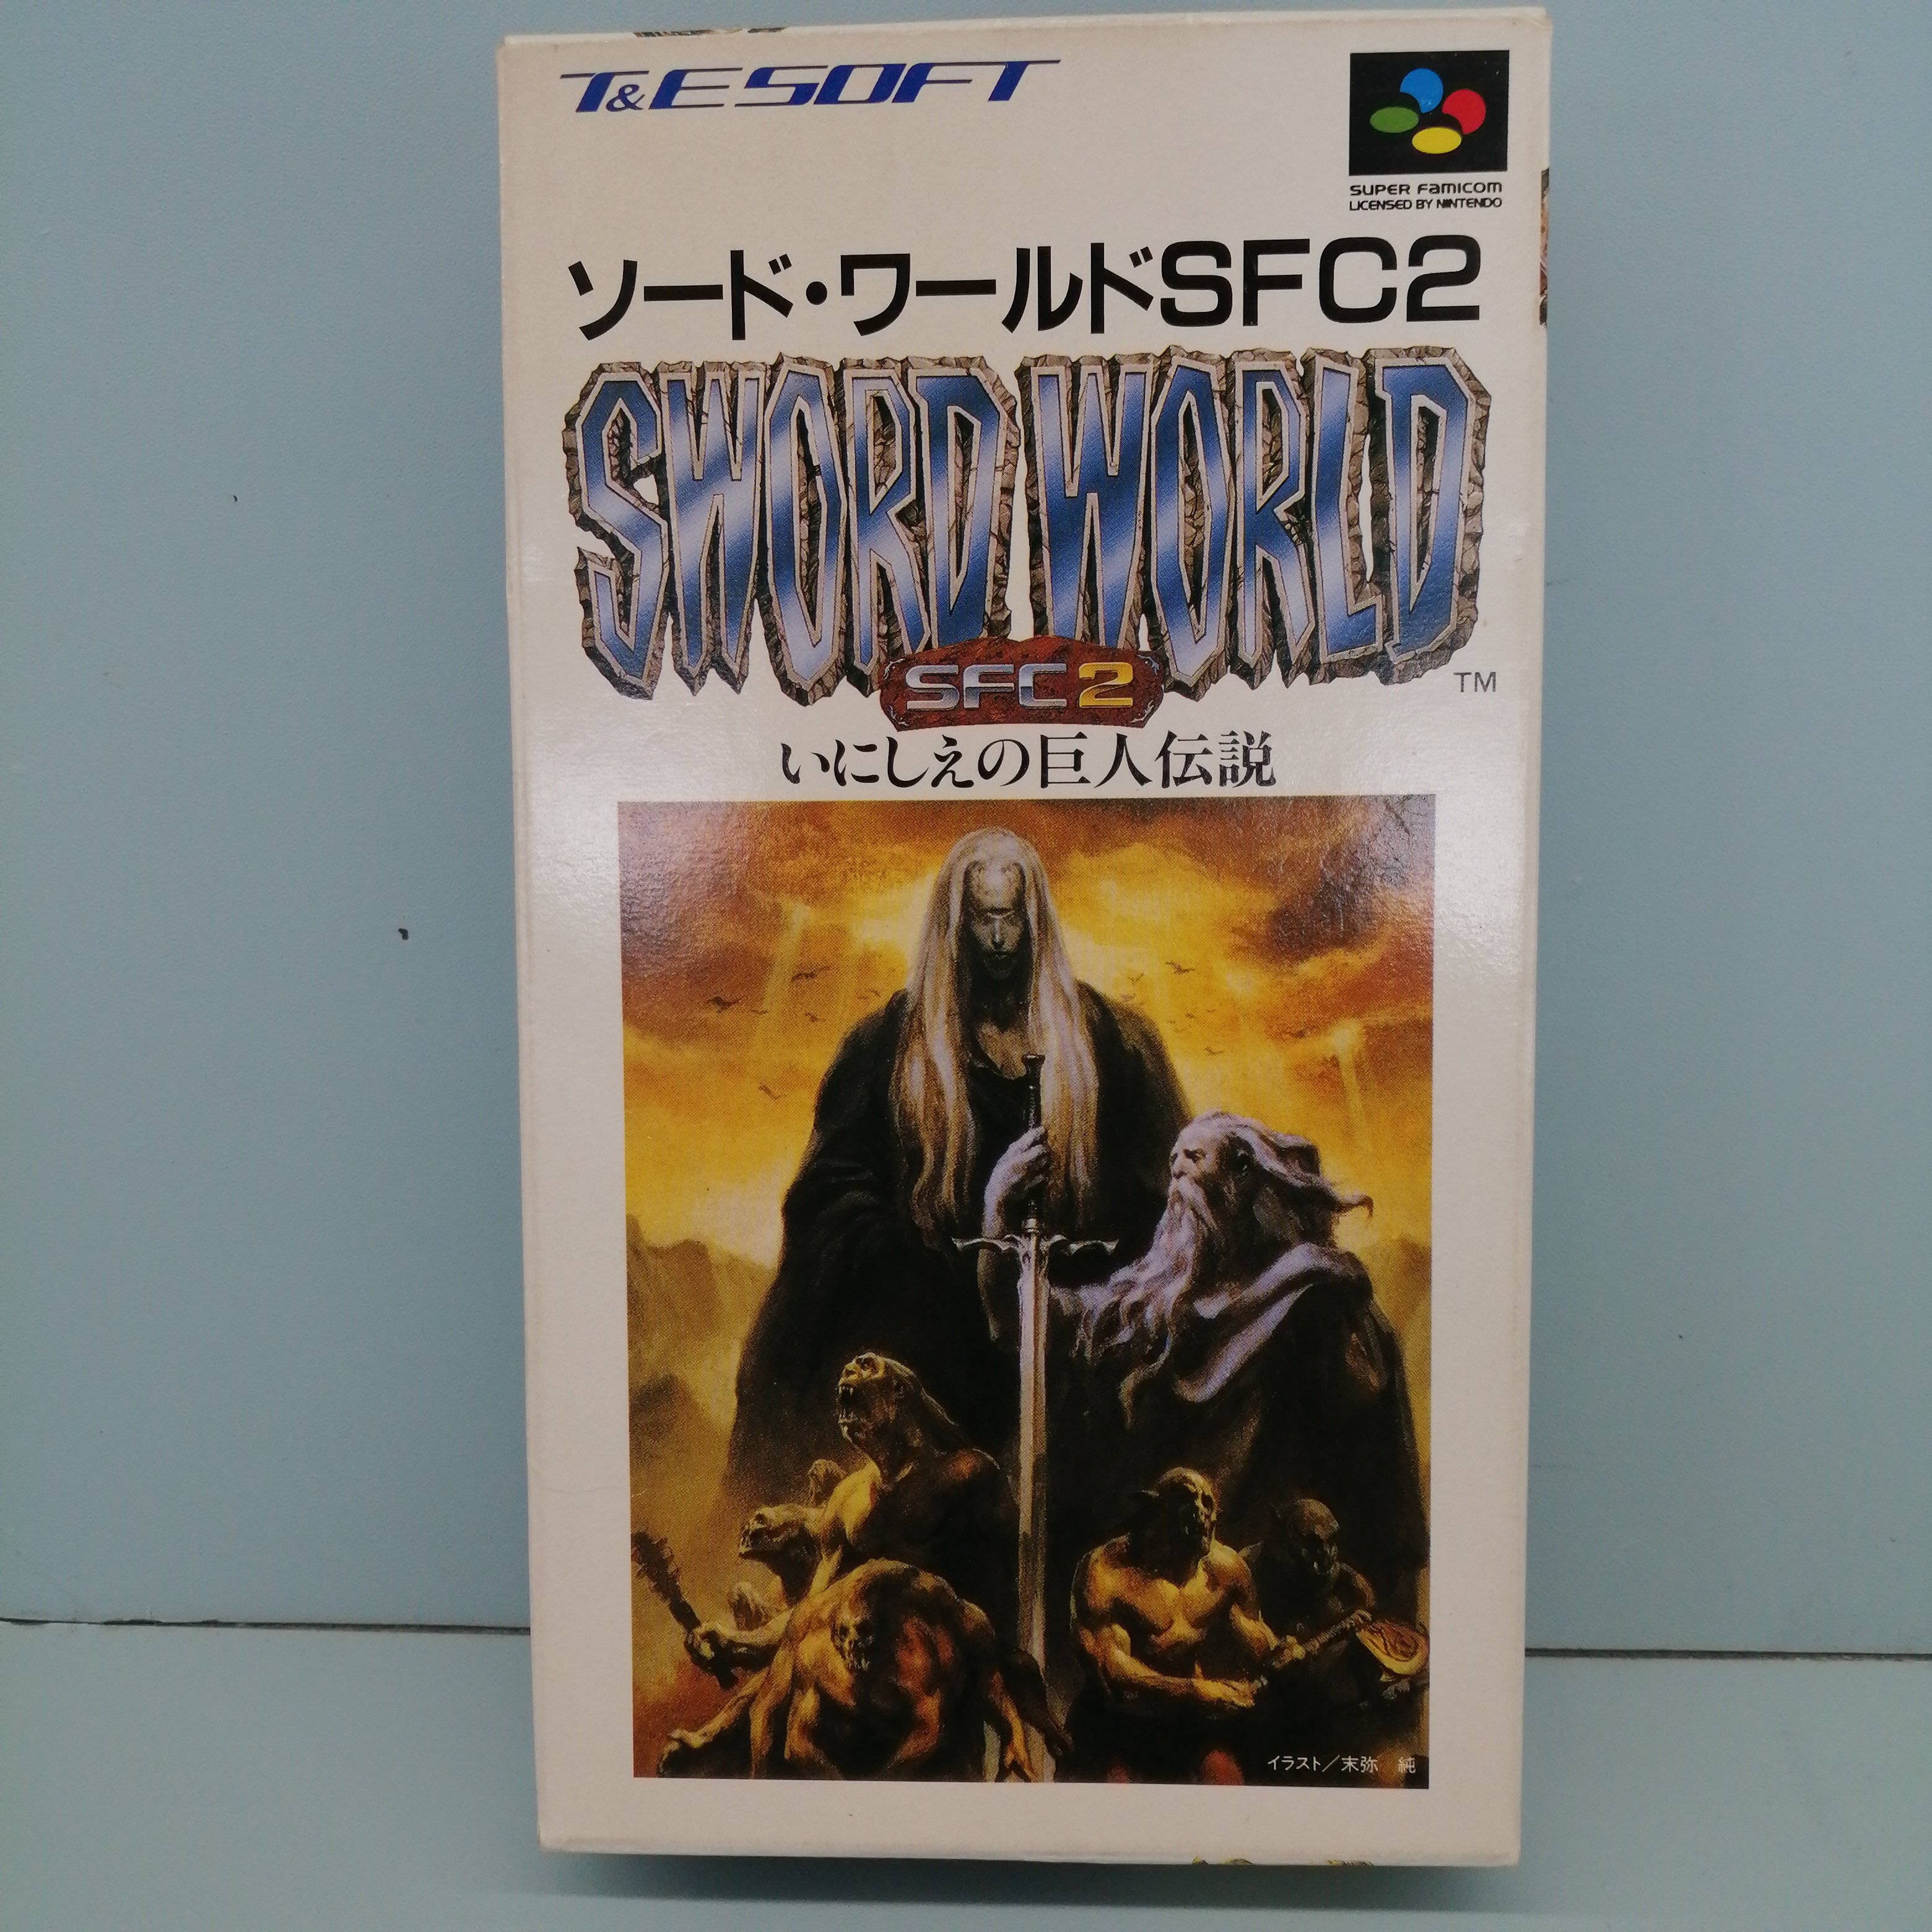 T&E SOFT
SUPER FAMICOM
LICENSED BY NINTENDO
ソード・ワールドSFC2
SWORD WORLD
SFC2
TM
いにしえの巨人伝説
イラスト/末弥 純